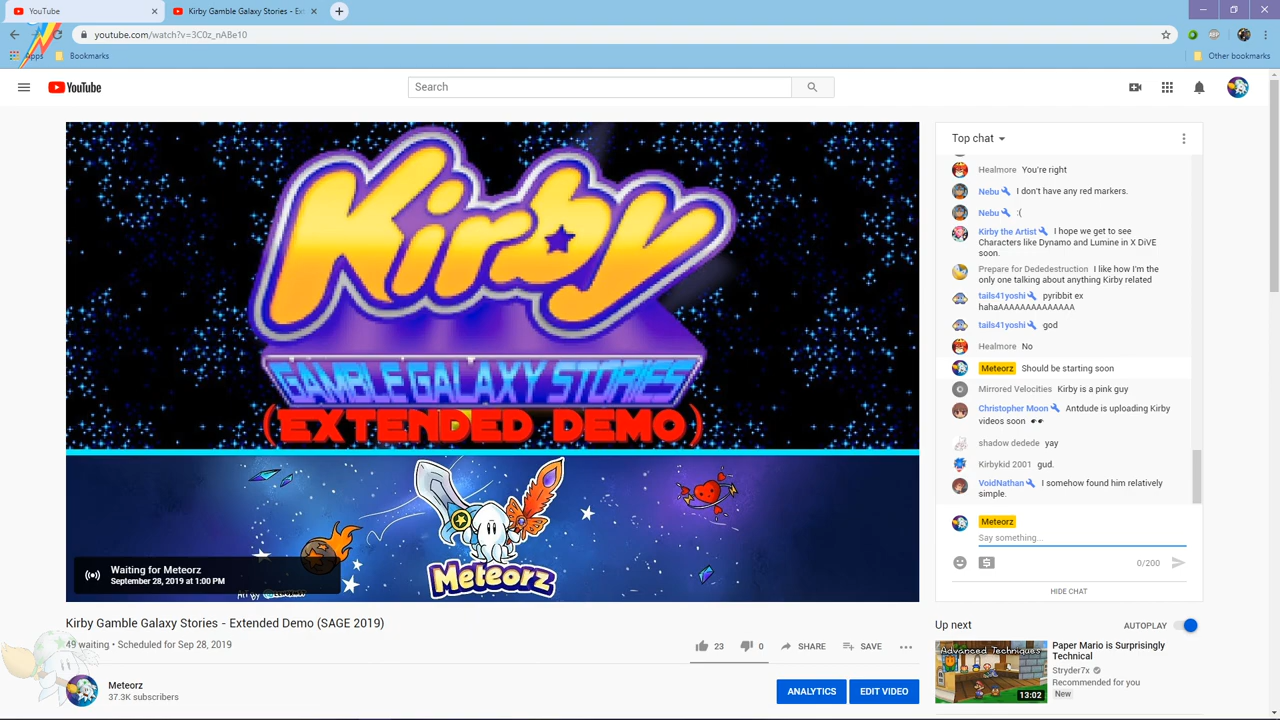 YouTube
Kirby Gamble Galaxy Stories - Ext
youtube.com/watch?v=3C0z_nABe10
Apps
Bookmarks
Other bookmarks
YouTube
Search
Kirby
GAMBLE GALAXY STORIES
(EXTENDED DEMO)
Meteorz
Waiting for Meteorz
September 28, 2019 at 1:00 PM
Art by
Kirby Gamble Galaxy Stories - Extended Demo (SAGE 2019)
49 waiting • Scheduled for Sep 28, 2019
23
0
SHARE
SAVE
Meteorz
37.3K subscribers
ANALYTICS
EDIT VIDEO
Top chat
Healmore You're right
Nebu I don't have any red markers.
Nebu :(
Kirby the Artist I hope we get to see
Characters like Dynamo and Lumine in X DiVE
soon.
Prepare for Dededestruction I like how I'm the
only one talking about anything Kirby related
tails41yoshi pyribbit ex
hahaAAAAAAAAAAAAA
tails41yoshi god
Healmore No
Meteorz Should be starting soon
Mirrored Velocities Kirby is a pink guy
Christopher Moon Antdude is uploading Kirby
videos soon 👀
shadow dedede yay
Kirbykid 2001 gud.
VoidNathan I somehow found him relatively
simple.
Meteorz
Say something...
0/200
HIDE CHAT
Up next
AUTOPLAY
Advanced Techniques
13:02
Paper Mario is Surprisingly
Technical
Stryder7x
Recommended for you
New